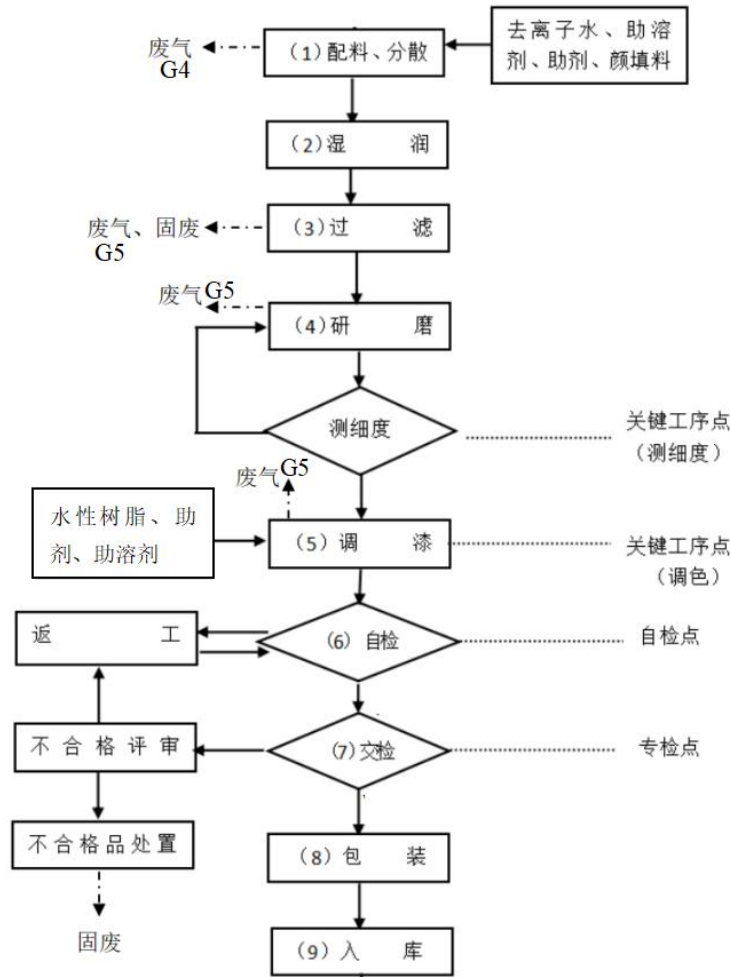 去离子水、助溶
剂、助剂、颜填料
废气
G4
(1)配料、分散
(2)湿 润
废气、固废
G5
(3)过 滤
废气G5
(4)研 磨
测细度
关键工序点
(测细度)
废气G5
水性树脂、助
剂、助溶剂
(5)调 漆
关键工序点
(调色)
返 工
(6) 自检
自检点
不合格评审
(7)交检
专检点
不合格品处置
(8)包 装
固废
(9)入 库